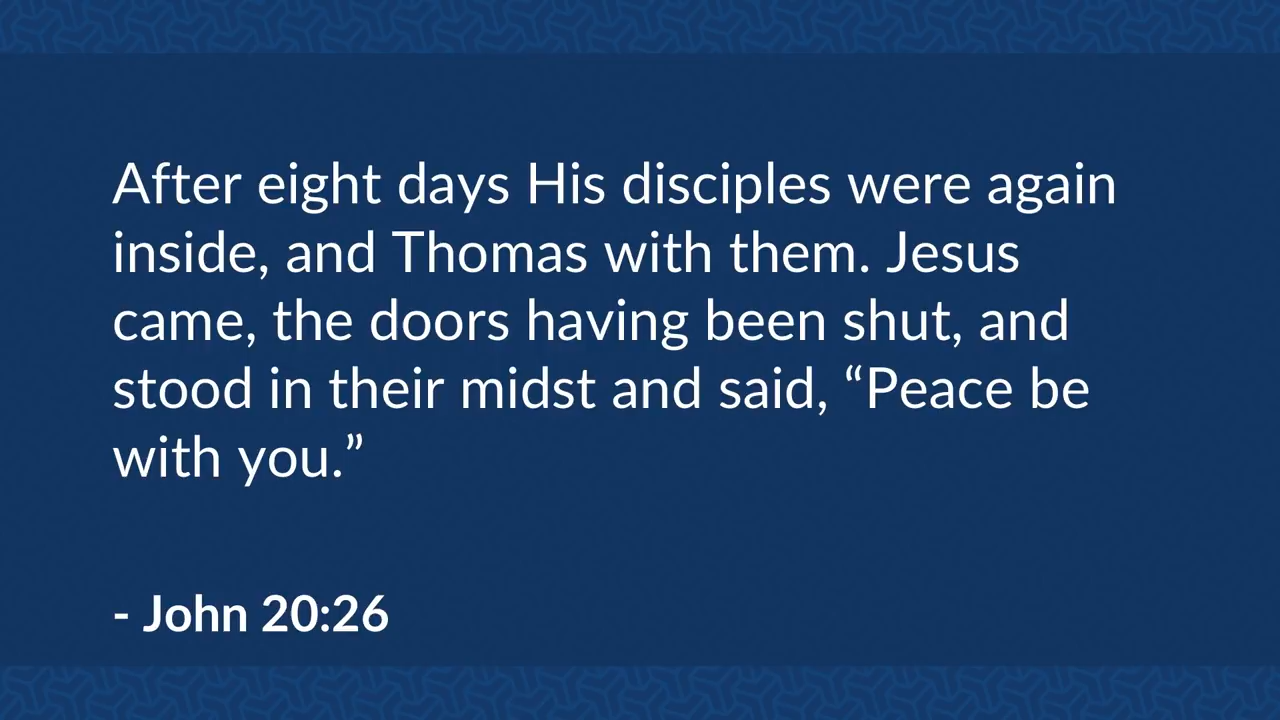 After eight days His disciples were again
inside, and Thomas with them. Jesus
came, the doors having been shut, and
stood in their midst and said, “Peace be
with you.”
- John 20:26